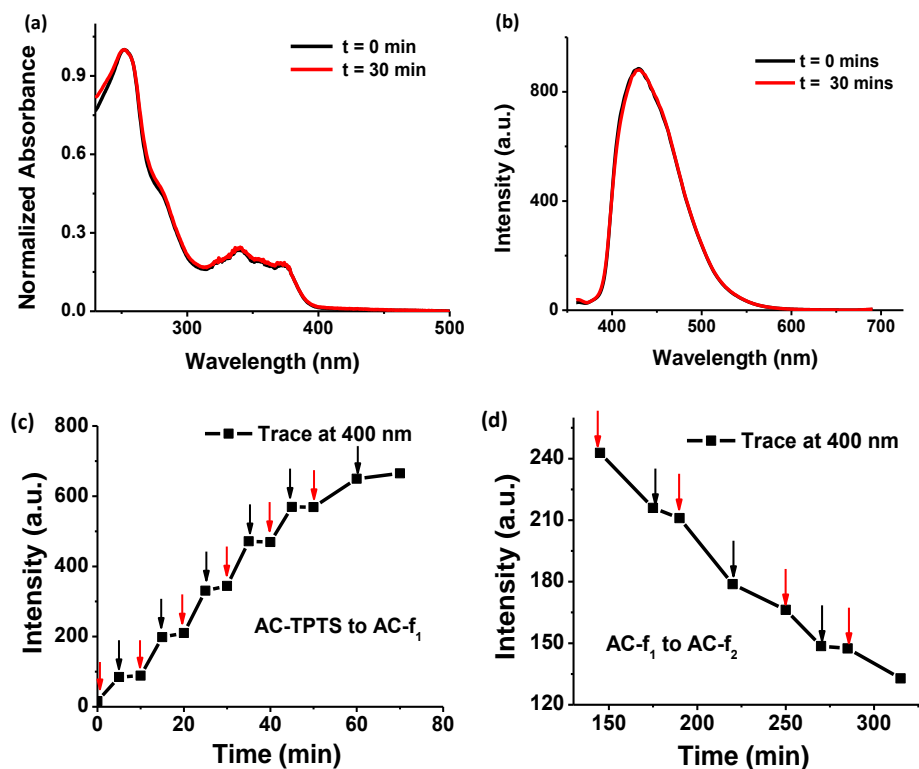 (a)
t = 0 min
t = 30 min
Normalized Absorbance
0.9
0.6
0.3
0.0
300
400
500
Wavelength (nm)
(b)
t = 0 mins
t = 30 mins
Intensity (a.u.)
800
400
0
400
500
600
700
Wavelength (nm)
(c)
Trace at 400 nm
Intensity (a.u.)
800
600
400
200
0
AC-TPTS to AC-f₁
0
20
40
60
80
Time (min)
(d)
Trace at 400 nm
Intensity (a.u.)
240
210
180
150
120
AC-f₁ to AC-f₂
150
200
250
300
Time (min)